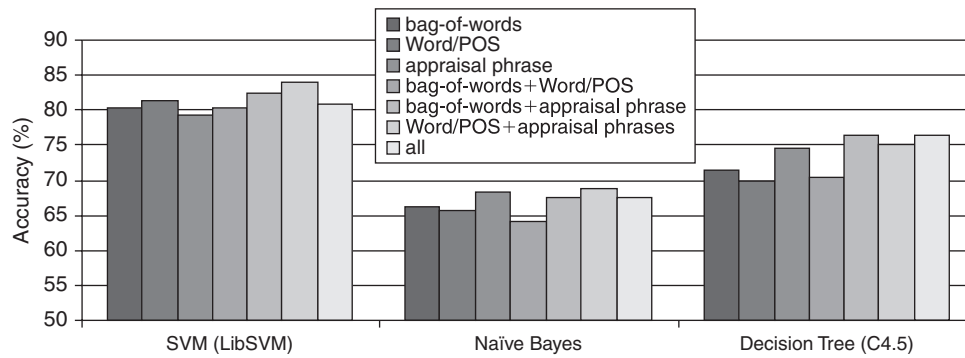 bag-of-words
Word/POS
appraisal phrase
bag-of-words+Word/POS
bag-of-words+appraisal phrase
Word/POS+appraisal phrases
all
Accuracy (%)
90
85
80
75
70
65
60
55
50
SVM (LibSVM)
Naïve Bayes
Decision Tree (C4.5)